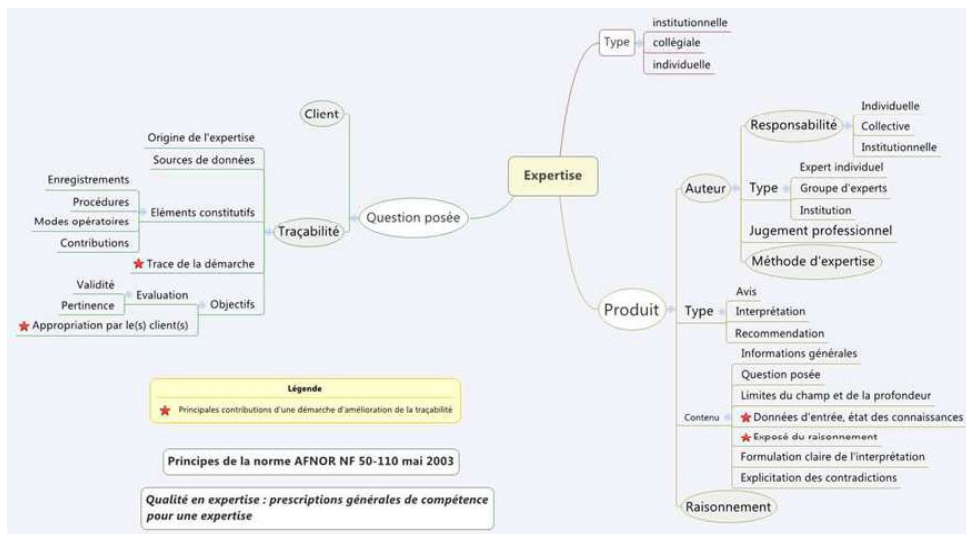 Expertise
Type
institutionnelle
collégiale
individuelle
Question posée
Client
Traçabilité
Origine de l'expertise
Sources de données
Eléments constitutifs
Enregistrements
Procédures
Modes opératoires
Contributions
Trace de la démarche
Objectifs
Evaluation
Validité
Pertinence
Appropriation par le(s) client(s)
Produit
Auteur
Responsabilité
Individuelle
Collective
Institutionnelle
Type
Expert individuel
Groupe d'experts
Institution
Jugement professionnel
Méthode d'expertise
Type
Avis
Interprétation
Recommendation
Contenu
Informations générales
Question posée
Limites du champ et de la profondeur
Données d'entrée, état des connaissances
Exposé du raisonnement
Formulation claire de l'interprétation
Explicitation des contradictions
Raisonnement
Légende
Principales contributions d'une démarche d'amélioration de la traçabilité
Principes de la norme AFNOR NF 50-110 mai 2003
Qualité en expertise : prescriptions générales de compétence
pour une expertise